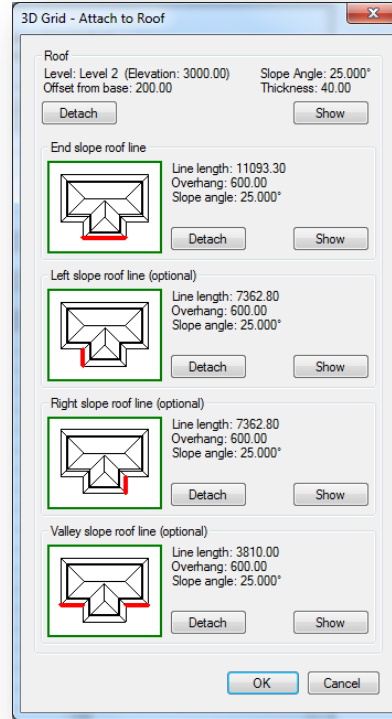 3D Grid - Attach to Roof
Roof
Level: Level 2 (Elevation: 3000.00) Slope Angle: 25.000°
Offset from base: 200.00 Thickness: 40.00
Detach Show
End slope roof line
Line length: 11093.30
Overhang: 600.00
Slope angle: 25.000°
Detach Show
Left slope roof line (optional)
Line length: 7362.80
Overhang: 600.00
Slope angle: 25.000°
Detach Show
Right slope roof line (optional)
Line length: 7362.80
Overhang: 600.00
Slope angle: 25.000°
Detach Show
Valley slope roof line (optional)
Line length: 3810.00
Overhang: 600.00
Slope angle: 25.000°
Detach Show
OK Cancel